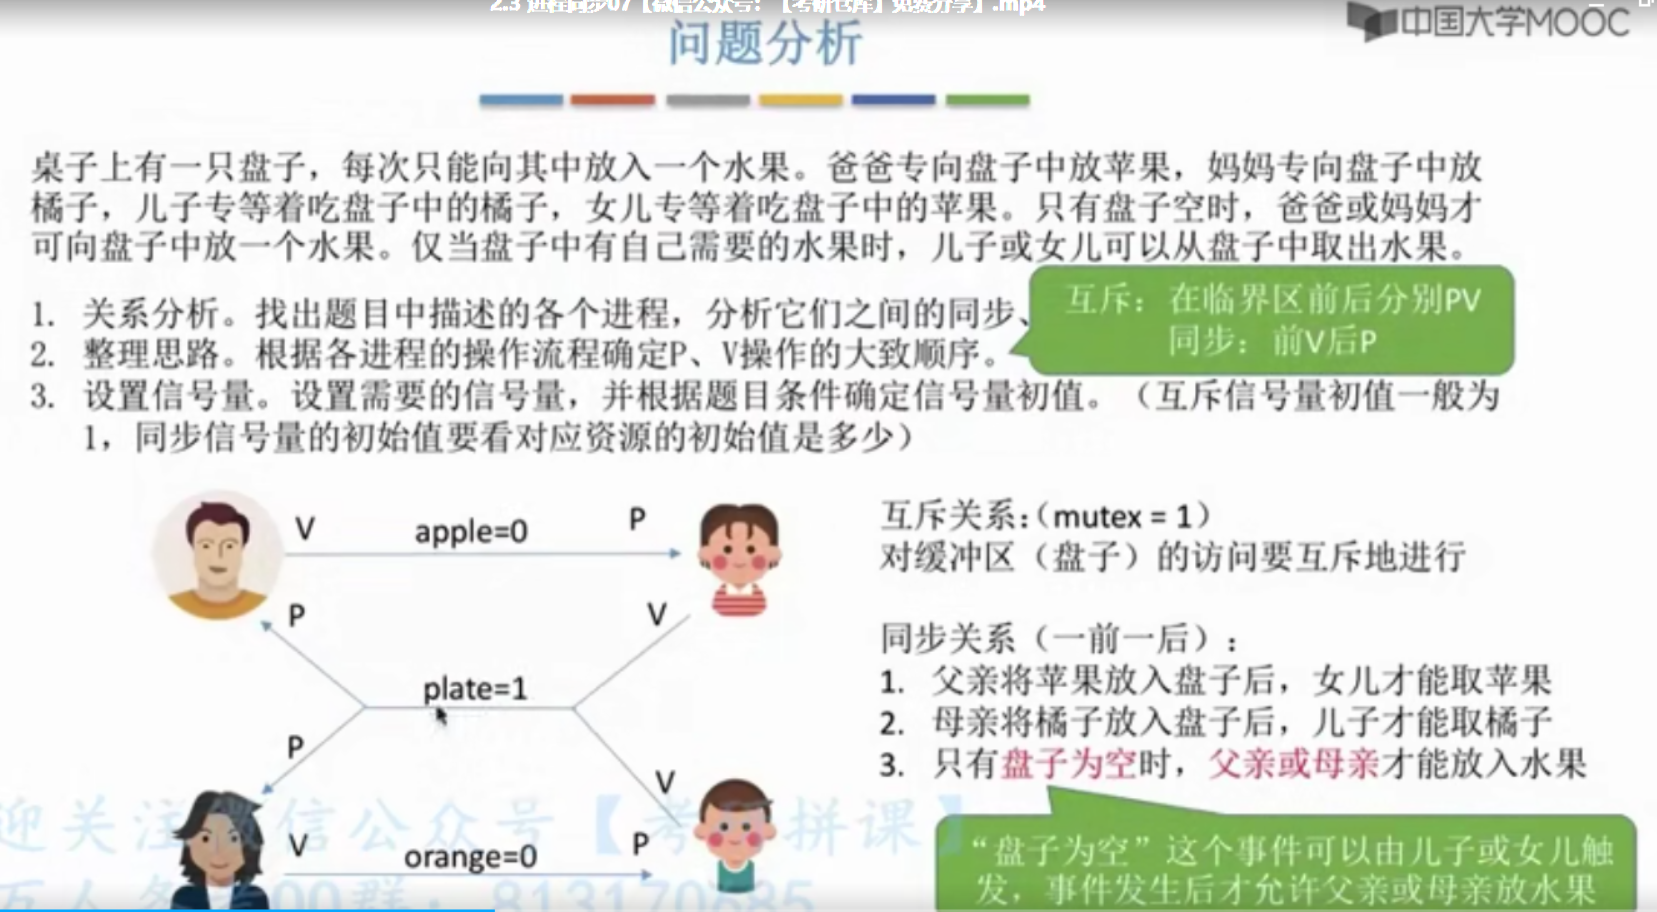 2.3 进程同步07【微信公众号：【考研仓库】免费分享】.mp4
中国大学MOOC
问题分析
桌子上有一只盘子，每次只能向其中放入一个水果。爸爸专向盘子中放苹果，妈妈专向盘子中放
橘子，儿子专等着吃盘子中的橘子，女儿专等着吃盘子中的苹果。只有盘子空时，爸爸或妈妈才
可向盘子中放一个水果。仅当盘子中有自己需要的水果时，儿子或女儿可以从盘子中取出水果。
1. 关系分析。找出题目中描述的各个进程，分析它们之间的同步、
2. 整理思路。根据各进程的操作流程确定P、V操作的大致顺序。
3. 设置信号量。设置需要的信号量，并根据题目条件确定信号量初值。（互斥信号量初值一般为
1，同步信号量的初始值要看对应资源的初始值是多少）
互斥：在临界区前后分别PV
同步：前V后P
V apple=0 P
P V
plate=1
P V
V orange=0 P
互斥关系：（mutex = 1）
对缓冲区（盘子）的访问要互斥地进行
同步关系（一前一后）：
1. 父亲将苹果放入盘子后，女儿才能取苹果
2. 母亲将橘子放入盘子后，儿子才能取橘子
3. 只有盘子为空时，父亲或母亲才能放入水果
“盘子为空”这个事件可以由儿子或女儿触
发，事件发生后才允许父亲或母亲放水果
迎关注微信公众号【考研拼课】